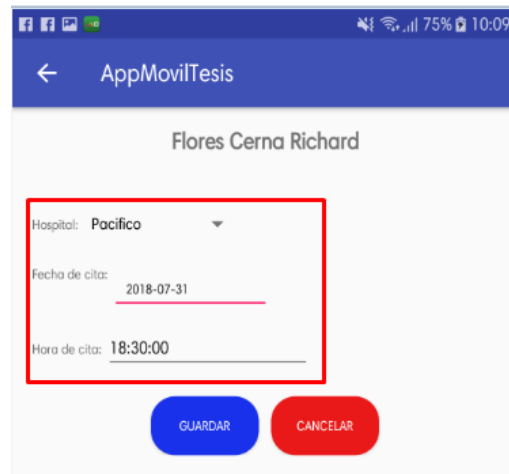 75% 10:09
AppMovilTesis
Flores Cerna Richard
Hospital: Pacifico
Fecha de cita: 2018-07-31
Hora de cita: 18:30:00
GUARDAR CANCELAR